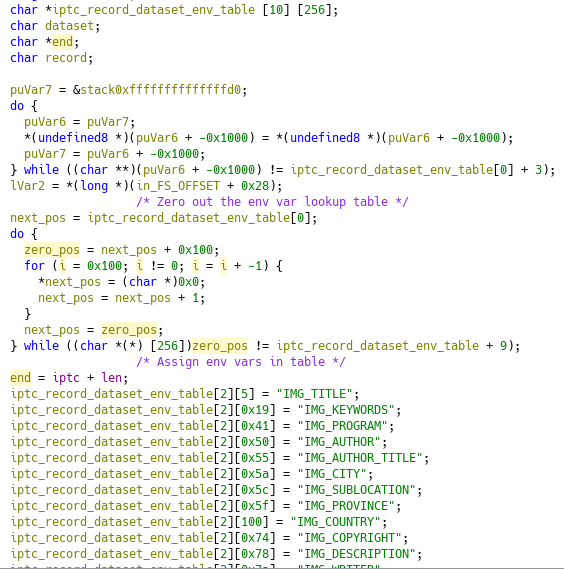 char *iptc_record_dataset_env_table [10] [256];
char dataset;
char *end;
char record;
puVar7 = &stack0xffffffffffffffd0;
do {
puVar6 = puVar7;
*(undefined8 *)(puVar6 + -0x1000) = *(undefined8 *)(puVar6 + -0x1000);
puVar7 = puVar6 + -0x1000;
} while ((char **)(puVar6 + -0x1000) != iptc_record_dataset_env_table[0] + 3);
lVar2 = *(long *)(in_FS_OFFSET + 0x28);
/* Zero out the env var lookup table */
next_pos = iptc_record_dataset_env_table[0];
do {
zero_pos = next_pos + 0x100;
for (i = 0x100; i != 0; i = i + -1) {
*next_pos = (char *)0x0;
next_pos = next_pos + 1;
}
next_pos = zero_pos;
} while ((char *(*) [256])zero_pos != iptc_record_dataset_env_table + 9);
/* Assign env vars in table */
end = iptc + len;
iptc_record_dataset_env_table[2][5] = "IMG_TITLE";
iptc_record_dataset_env_table[2][0x19] = "IMG_KEYWORDS";
iptc_record_dataset_env_table[2][0x41] = "IMG_PROGRAM";
iptc_record_dataset_env_table[2][0x50] = "IMG_AUTHOR";
iptc_record_dataset_env_table[2][0x55] = "IMG_AUTHOR_TITLE";
iptc_record_dataset_env_table[2][0x5a] = "IMG_CITY";
iptc_record_dataset_env_table[2][0x5c] = "IMG_SUBLOCATION";
iptc_record_dataset_env_table[2][0x5f] = "IMG_PROVINCE";
iptc_record_dataset_env_table[2][100] = "IMG_COUNTRY";
iptc_record_dataset_env_table[2][0x74] = "IMG_COPYRIGHT";
iptc_record_dataset_env_table[2][0x78] = "IMG_DESCRIPTION";
iptc_record_dataset_env_table[2][0x7a] = "IMG_WRITER";